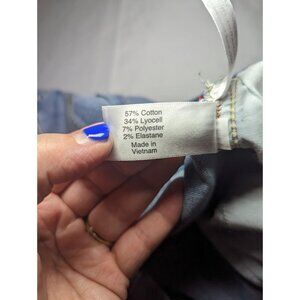 57% Cotton
34% Lyocell
7% Polyester
2% Elastane
Made in
Vietnam